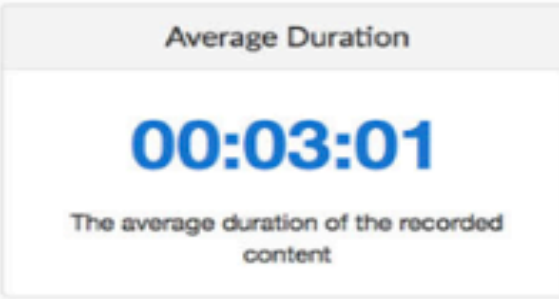 Average Duration
00:03:01
The average duration of the recorded
content